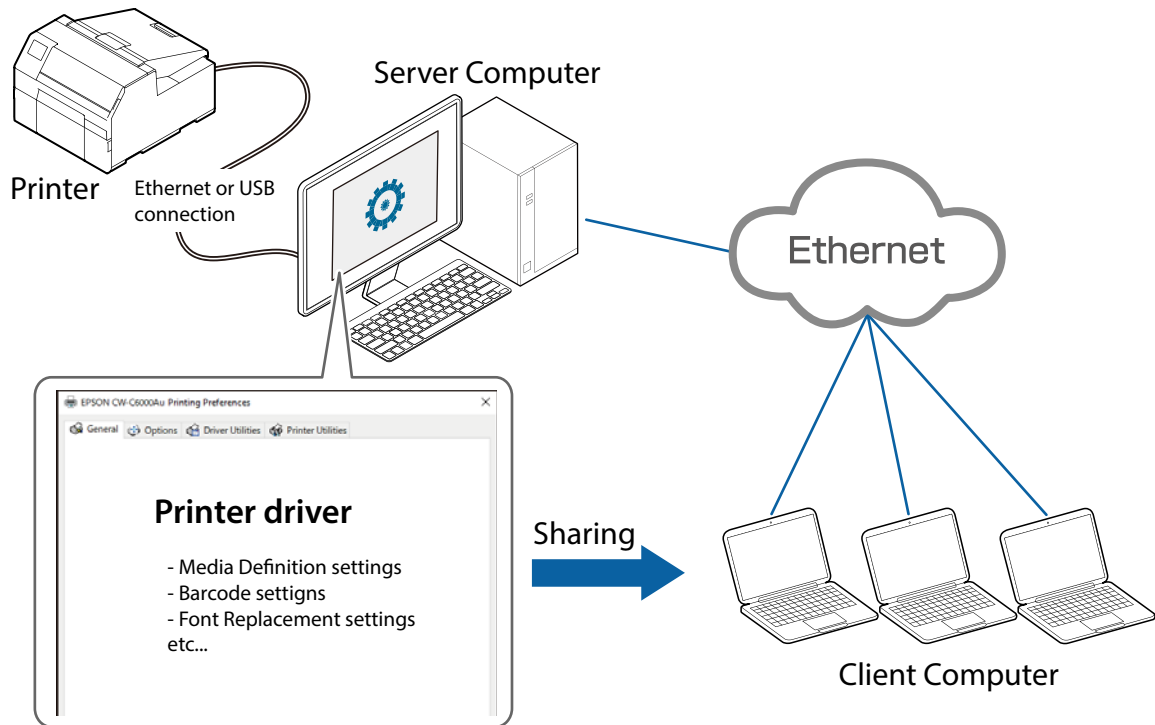 Server Computer
Printer
Ethernet or USB
connection
Ethernet
EPSON CW-C6000Au Printing Preferences
General Options Driver Utilities Printer Utilities
Printer driver
- Media Definition settings
- Barcode settigns
- Font Replacement settings
etc...
Sharing
Client Computer